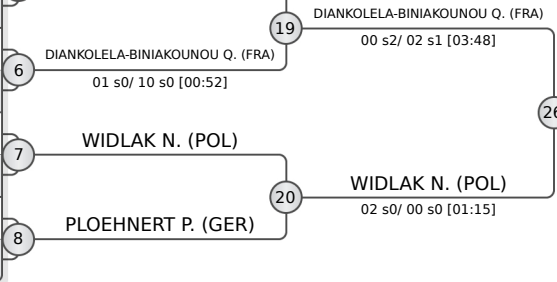 DIANKOLELA-BINIAKOUNOU Q. (FRA)
19
00 s2/ 02 s1 [03:48]
DIANKOLELA-BINIAKOUNOU Q. (FRA)
6
01 s0/ 10 s0 [00:52]
26
WIDLAK N. (POL)
7
WIDLAK N. (POL)
20
02 s0/ 00 s0 [01:15]
PLOEHNERT P. (GER)
8